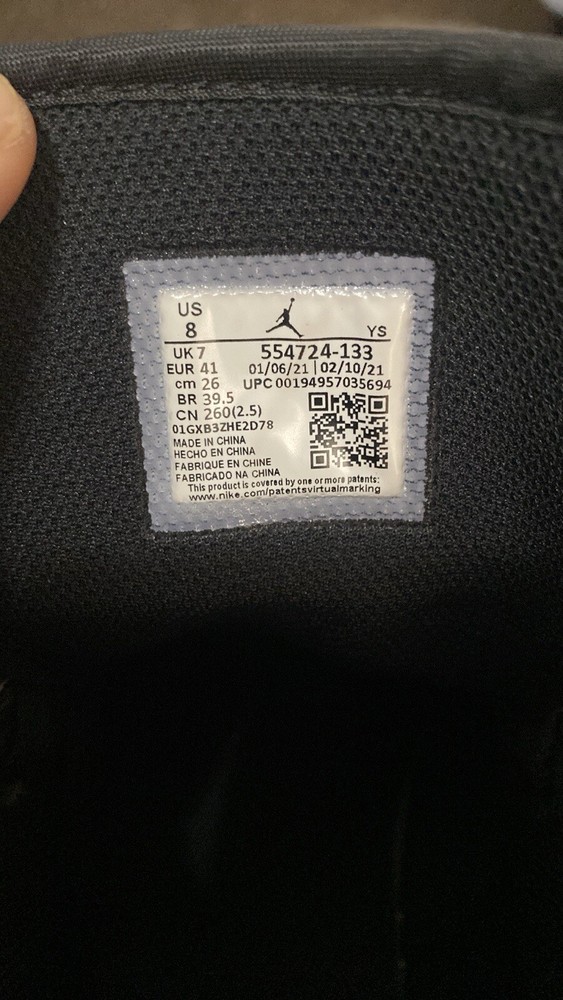 US
8
YS
UK 7 554724-133
EUR 41 01/06/21 | 02/10/21
cm 26 UPC 00194957035694
BR 39.5
CN 260(2.5)
01GXB3ZHE2D78
MADE IN CHINA
HECHO EN CHINA
FABRIQUE EN CHINE
FABRICADO NA CHINA
This product is covered by one or more patents:
www.nike.com/patentsvirtualmarking